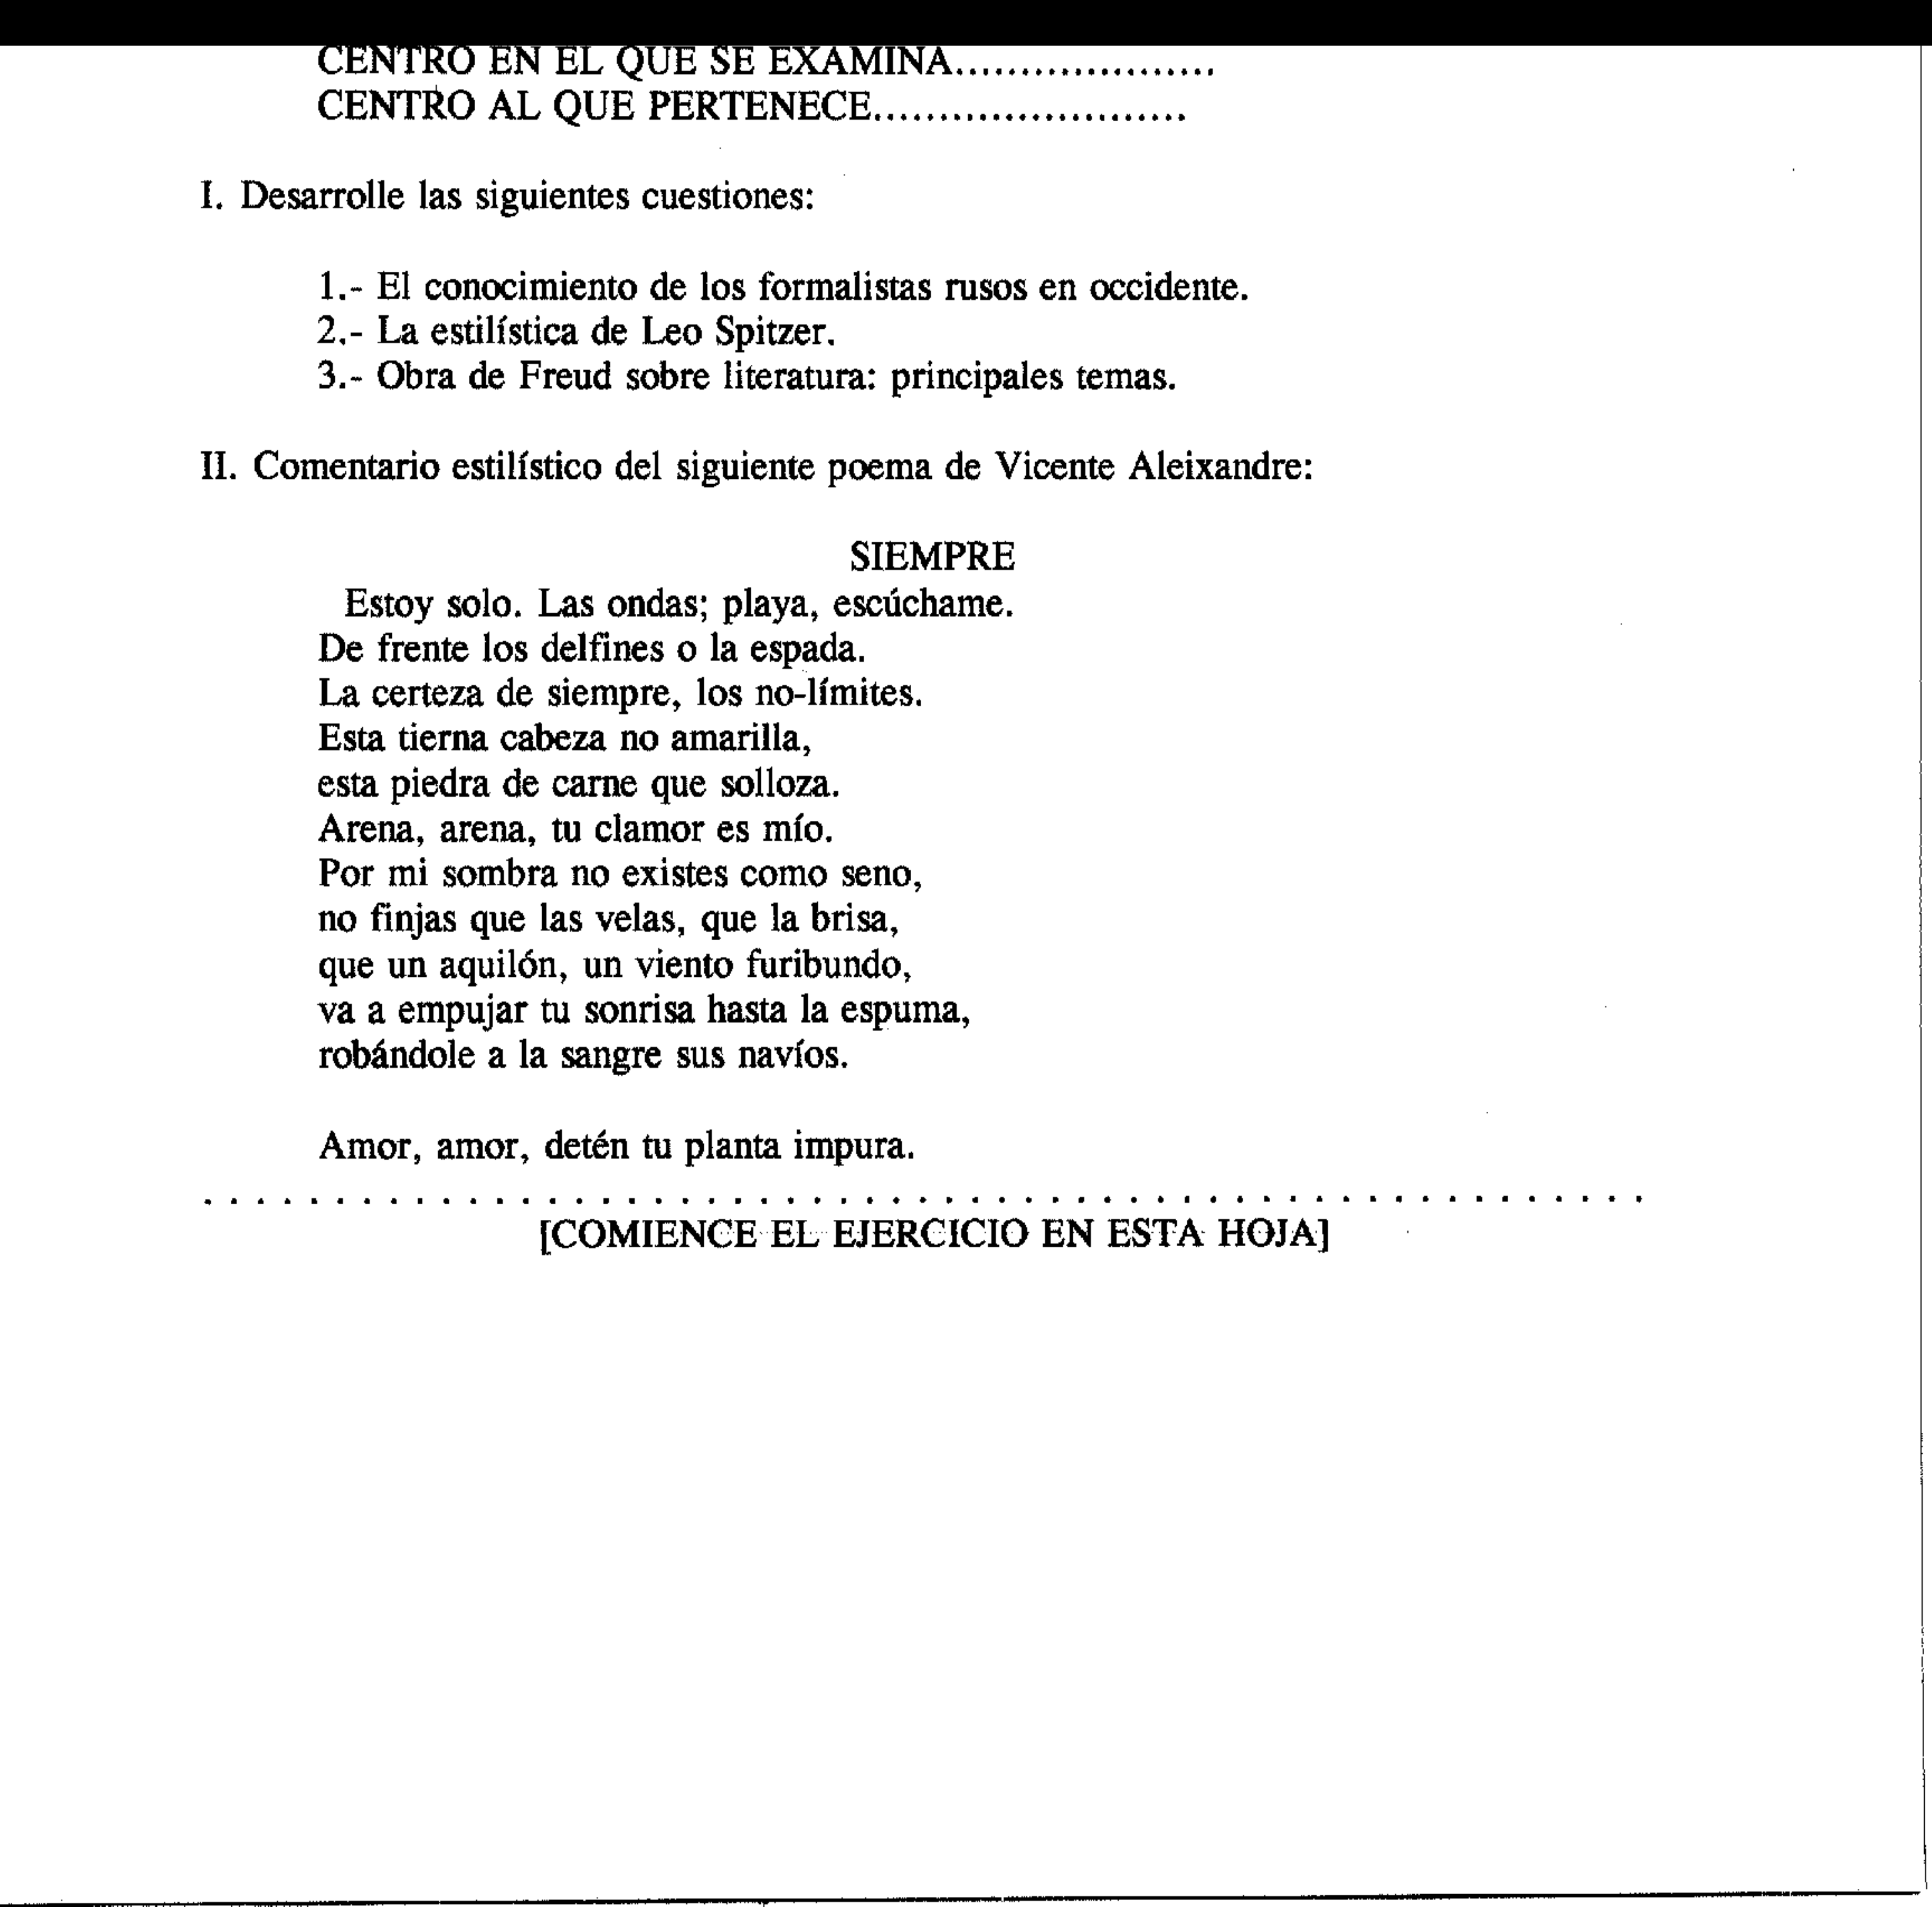 CENTRO EN EL QUE SE EXAMINA....................
CENTRO AL QUE PERTENECE........................
I. Desarrolle las siguientes cuestiones:
1.- El conocimiento de los formalistas rusos en occidente.
2.- La estilística de Leo Spitzer.
3.- Obra de Freud sobre literatura: principales temas.
II. Comentario estilístico del siguiente poema de Vicente Aleixandre:
SIEMPRE
Estoy solo. Las ondas; playa, escúchame.
De frente los delfines o la espada.
La certeza de siempre, los no-límites.
Esta tierna cabeza no amarilla,
esta piedra de carne que solloza.
Arena, arena, tu clamor es mío.
Por mi sombra no existes como seno,
no finjas que las velas, que la brisa,
que un aquilón, un viento furibundo,
va a empujar tu sonrisa hasta la espuma,
robándole a la sangre sus navíos.
Amor, amor, detén tu planta impura.
. . . . . . . . . . . . . . . . . . . . . . . . . . . . . . . . . . . . . . . . . . . . . . . . . . . . . . .
[COMIENCE EL EJERCICIO EN ESTA HOJA]